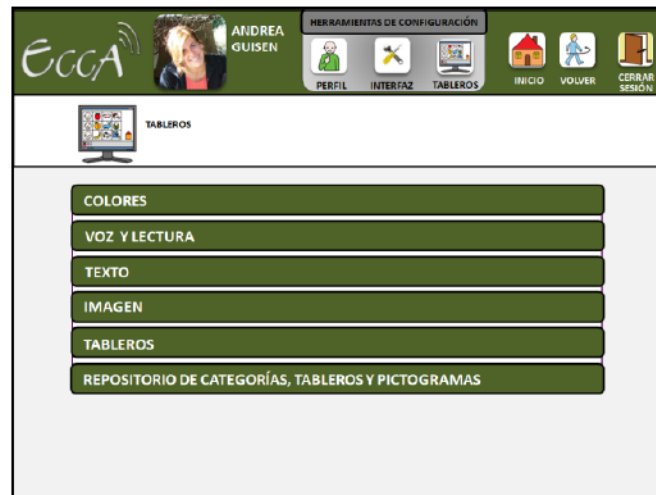 ECCA
ANDREA
GUISEN
HERRAMIENTAS DE CONFIGURACIÓN
PERFIL
INTERFAZ
TABLEROS
INICIO
VOLVER
CERRAR
SESIÓN
TABLEROS
COLORES
VOZ Y LECTURA
TEXTO
IMAGEN
TABLEROS
REPOSITORIO DE CATEGORÍAS, TABLEROS Y PICTOGRAMAS